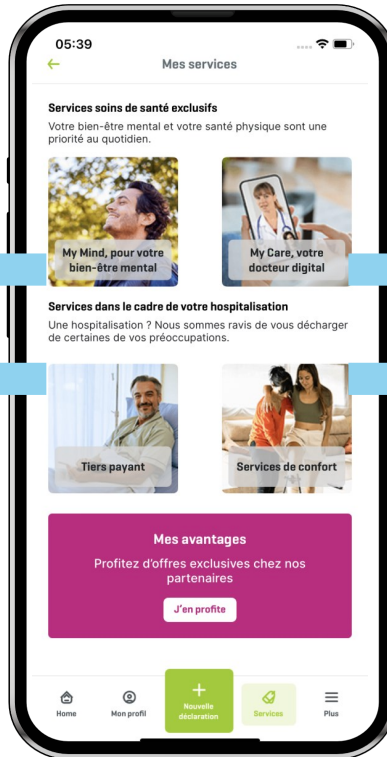 05:39
Mes services
Services soins de santé exclusifs
Votre bien-être mental et votre santé physique sont une
priorité au quotidien.
My Mind, pour votre
bien-être mental
My Care, votre
docteur digital
Services dans le cadre de votre hospitalisation
Une hospitalisation ? Nous sommes ravis de vous décharger
de certaines de vos préoccupations.
Tiers payant
Services de confort
Mes avantages
Profitez d'offres exclusives chez nos
partenaires
J'en profite
Home
Mon profil
Nouvelle
déclaration
Services
Plus